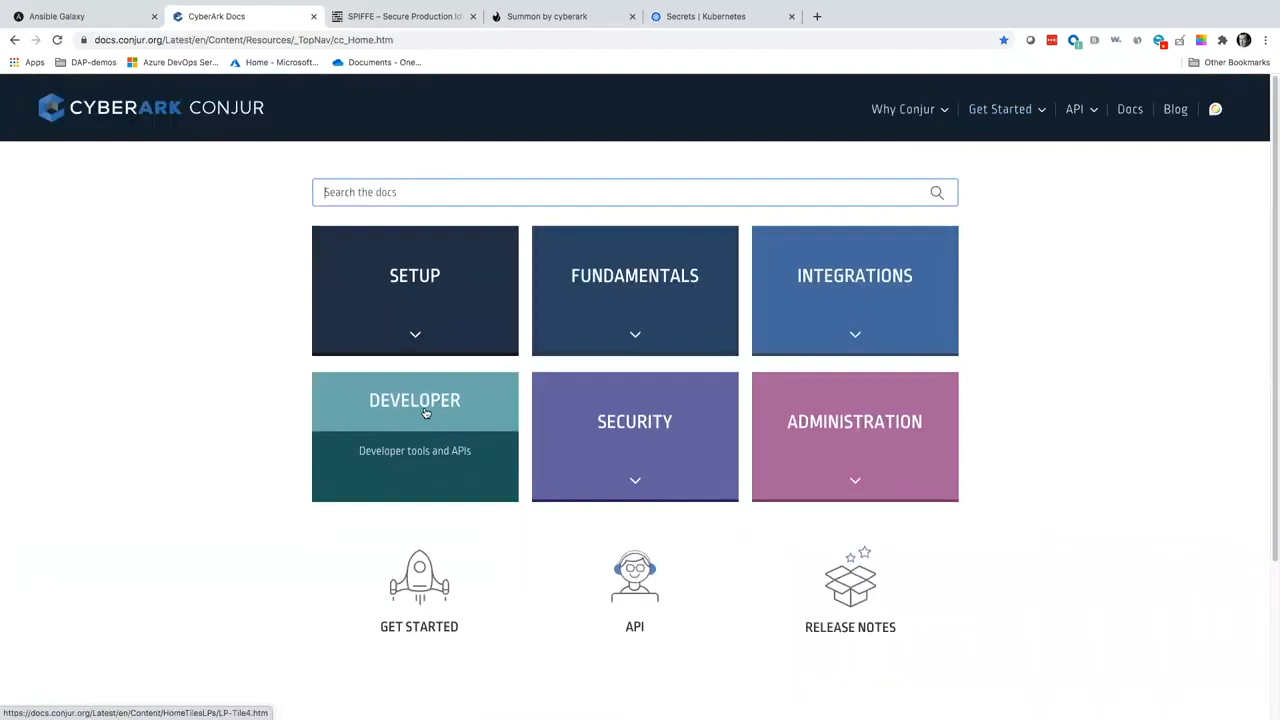 Ansible Galaxy
CyberArk Docs
SPIFFE – Secure Production Id
Summon by cyberark
Secrets | Kubernetes
docs.conjur.org/Latest/en/Content/Resources/_TopNav/cc_Home.htm
Apps
DAP-demos
Azure DevOps Ser...
Home - Microsoft...
Documents - One...
Other Bookmarks
CYBERARK CONJUR
Why Conjur
Get Started
API
Docs
Blog
Search the docs
SETUP
FUNDAMENTALS
INTEGRATIONS
DEVELOPER
Developer tools and APIs
SECURITY
ADMINISTRATION
GET STARTED
API
RELEASE NOTES
https://docs.conjur.org/Latest/en/Content/HomeTilesLPs/LP-Tile4.htm